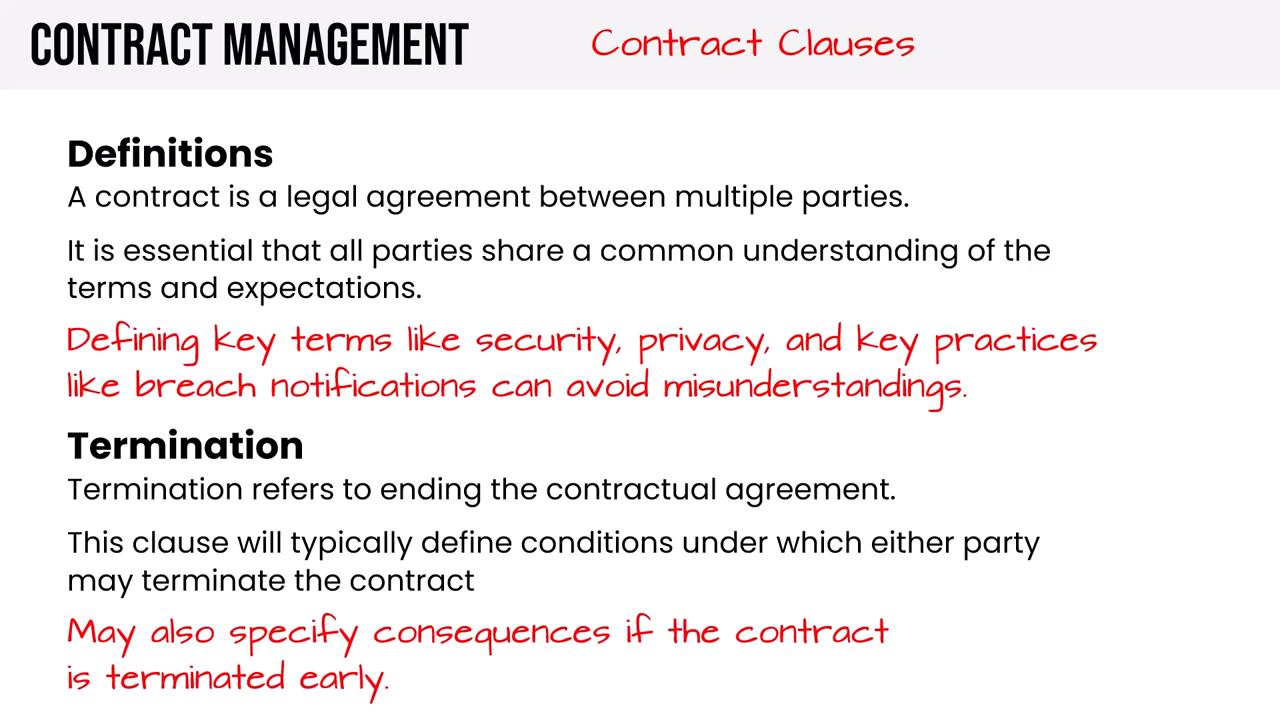 CONTRACT MANAGEMENT
Contract Clauses
Definitions
A contract is a legal agreement between multiple parties.
It is essential that all parties share a common understanding of the
terms and expectations.
Defining key terms like security, privacy, and key practices
like breach notifications can avoid misunderstandings.
Termination
Termination refers to ending the contractual agreement.
This clause will typically define conditions under which either party
may terminate the contract
May also specify consequences if the contract
is terminated early.